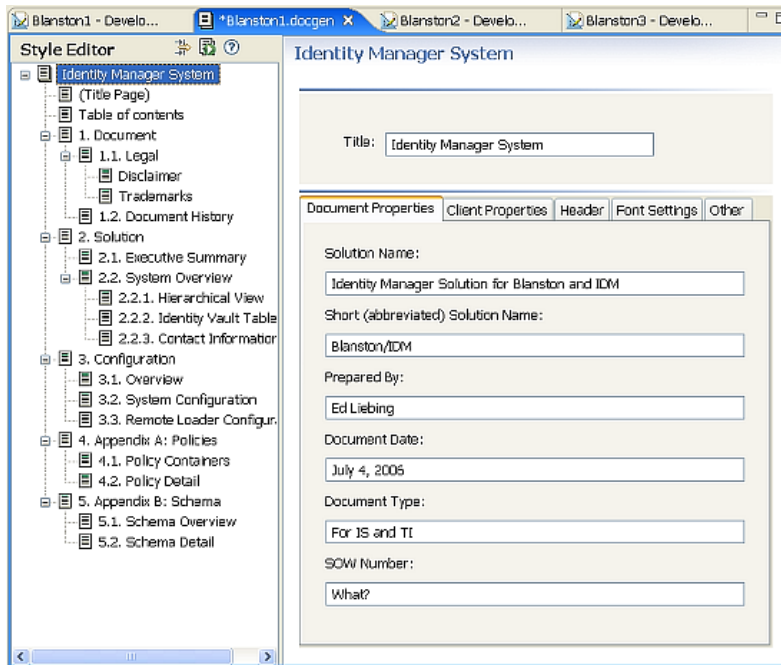 Blanston1 - Develo...
*Blanston1.docgen
Blanston2 - Develo...
Blanston3 - Develo...
Style Editor
Identity Manager System
(Title Page)
Table of contents
1. Document
1.1. Legal
Disclaimer
Trademarks
1.2. Document History
2. Solution
2.1. Executive Summary
2.2. System Overview
2.2.1. Hierarchical View
2.2.2. Identity Vault Table
2.2.3. Contact Information
3. Configuration
3.1. Overview
3.2. System Configuration
3.3. Remote Loader Configur
4. Appendix A: Policies
4.1. Policy Containers
4.2. Policy Detail
5. Appendix B: Schema
5.1. Schema Overview
5.2. Schema Detail
Identity Manager System
Title: Identity Manager System
Document Properties Client Properties Header Font Settings Other
Solution Name:
Identity Manager Solution for Blanston and IDM
Short (abbreviated) Solution Name:
Blanston/IDM
Prepared By:
Ed Liebing
Document Date:
July 4, 2006
Document Type:
For IS and TI
SOW Number:
What?